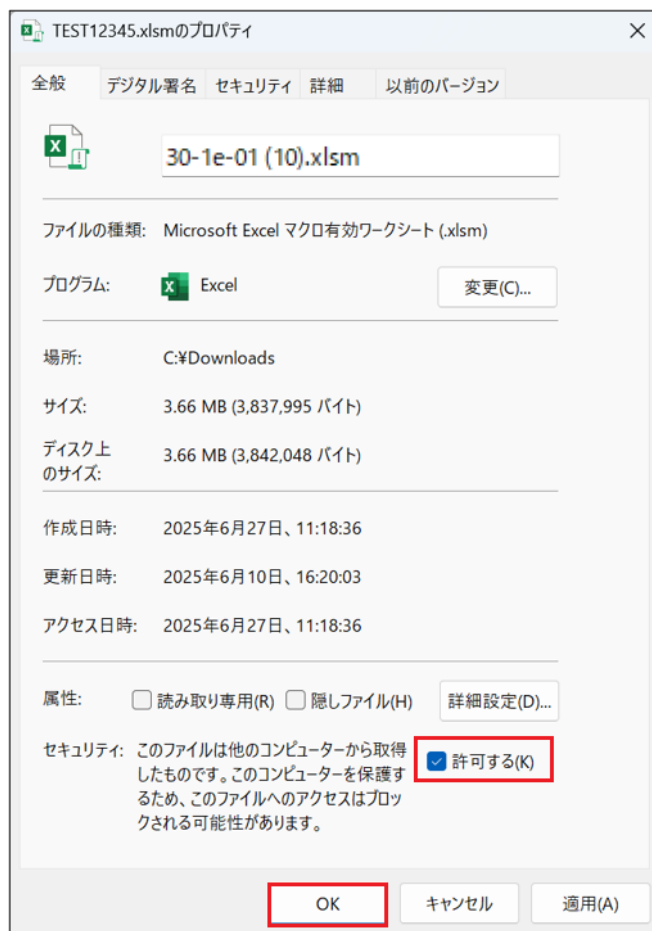 TEST12345.xlsmのプロパティ
全般 デジタル署名 セキュリティ 詳細 以前のバージョン
30-1e-01 (10).xlsm
ファイルの種類: Microsoft Excel マクロ有効ワークシート (.xlsm)
プログラム: Excel 変更(C)...
場所: C:¥Downloads
サイズ: 3.66 MB (3,837,995 バイト)
ディスク上
のサイズ: 3.66 MB (3,842,048 バイト)
作成日時: 2025年6月27日、11:18:36
更新日時: 2025年6月10日、16:20:03
アクセス日時: 2025年6月27日、11:18:36
属性: 読み取り専用(R) 隠しファイル(H) 詳細設定(D)...
セキュリティ: このファイルは他のコンピューターから取得
したものです。このコンピューターを保護す
るため、このファイルへのアクセスはブロッ
クされる可能性があります。
許可する(K)
OK キャンセル 適用(A)